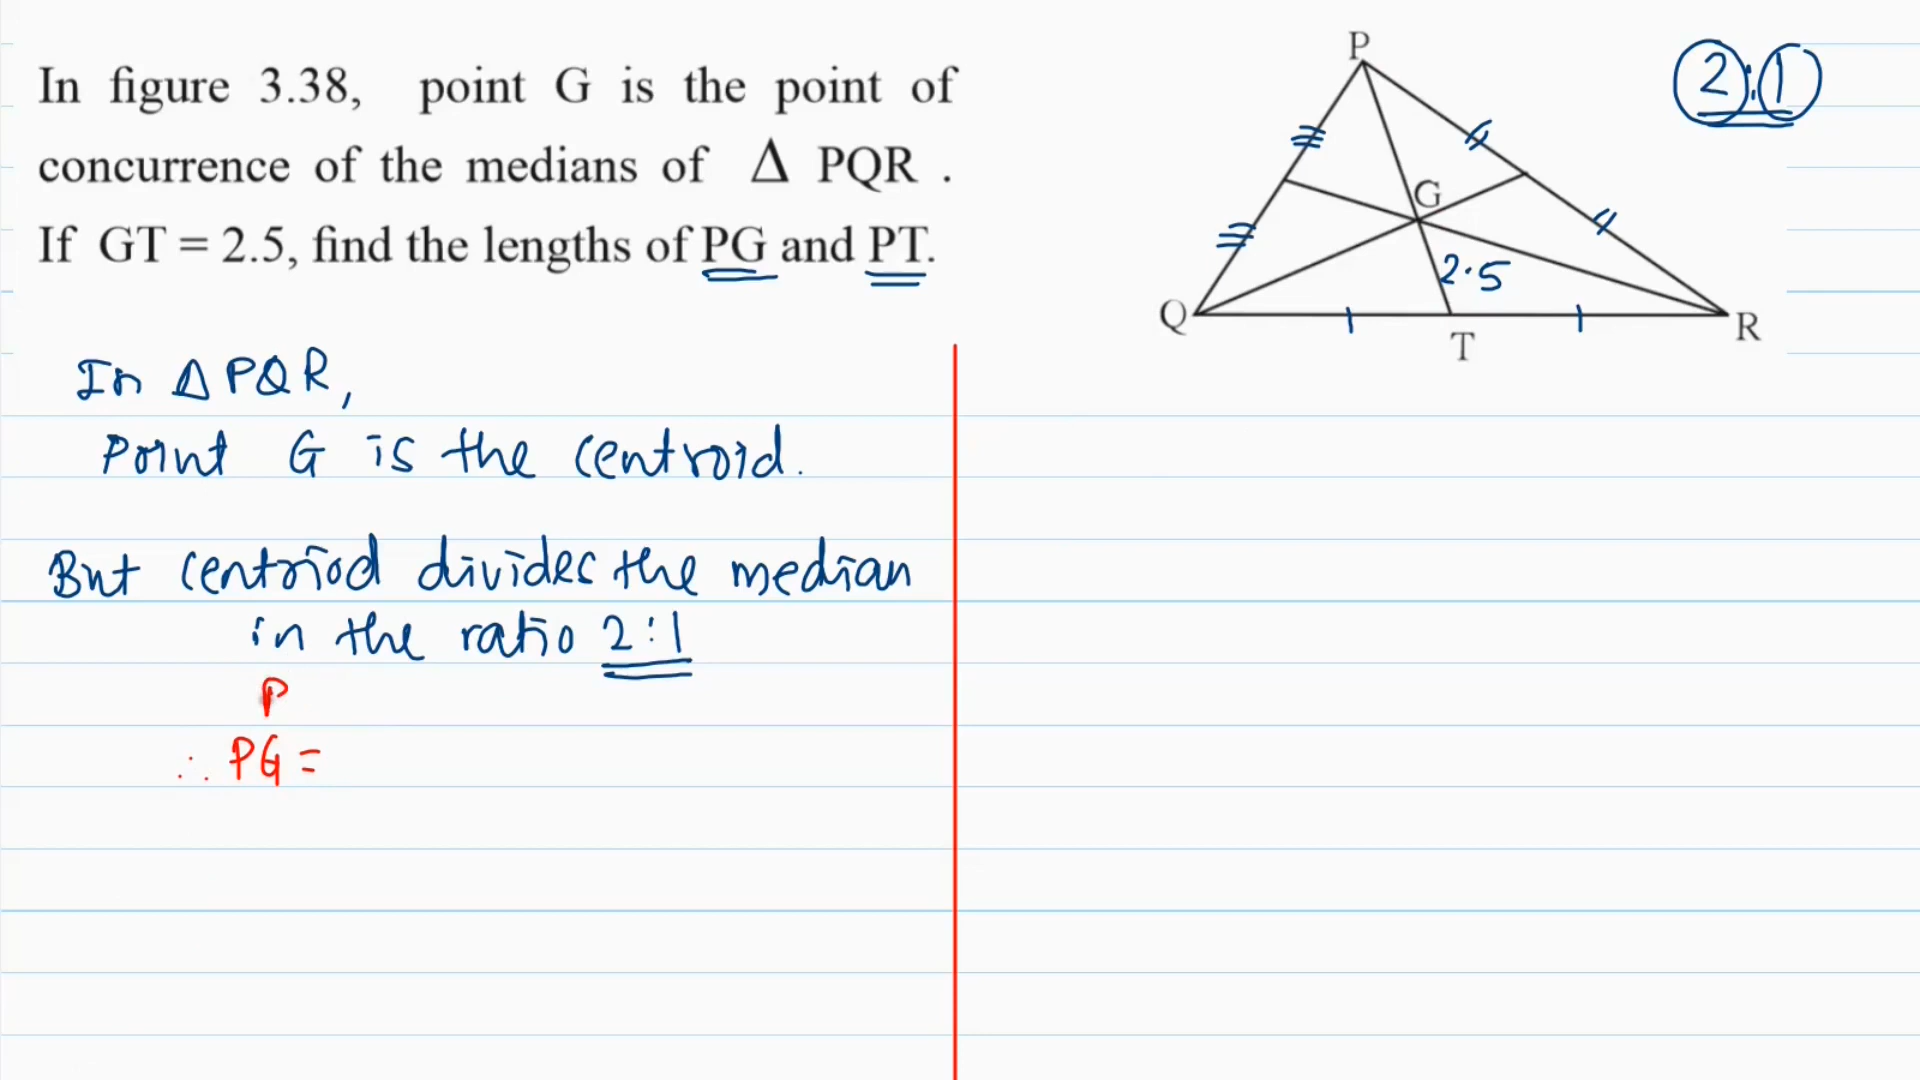 In figure 3.38, point G is the point of
concurrence of the medians of Δ PQR .
If GT = 2.5, find the lengths of PG and PT.
P
2:1
G
2.5
Q
T
R
In Δ PQR,
Point G is the centroid.
But centriod divides the median
in the ratio 2:1
P
∴ PG =